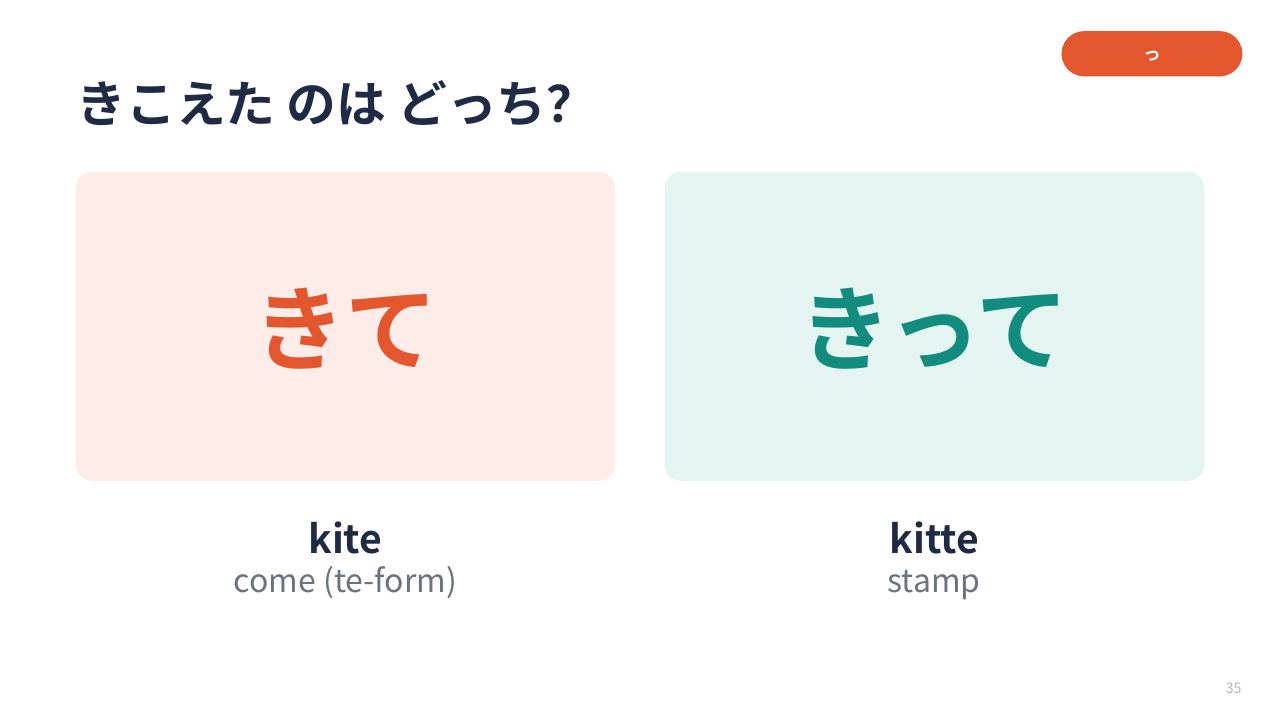 っ
きこえた のは どっち?
きて
きって
kite
come (te-form)
kitte
stamp
35